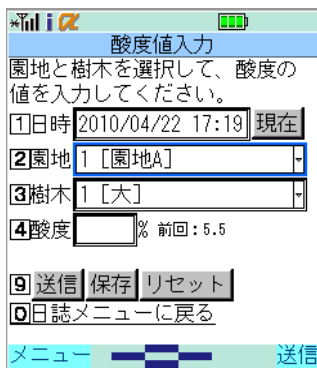 酸度値入力
園地と樹木を選択して、酸度の
値を入力してください。
1日時 2010/04/22 17:19 現在
2園地 1 [園地A]
3樹木 1 [大]
4酸度 % 前回:5.5
9 送信 保存 リセット
0日誌メニューに戻る
メニュー 送信